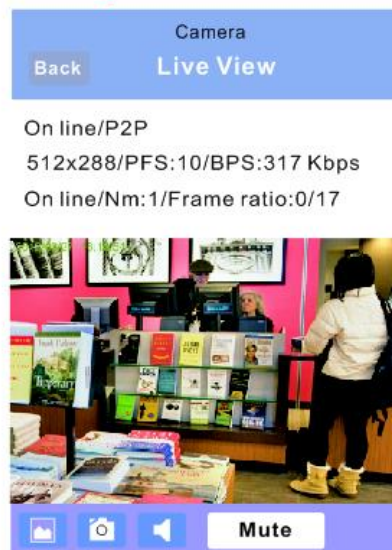 Camera
Back
Live View
On line/P2P
512x288/PFS:10/BPS:317 Kbps
On line/Nm:1/Frame ratio:0/17
Mute